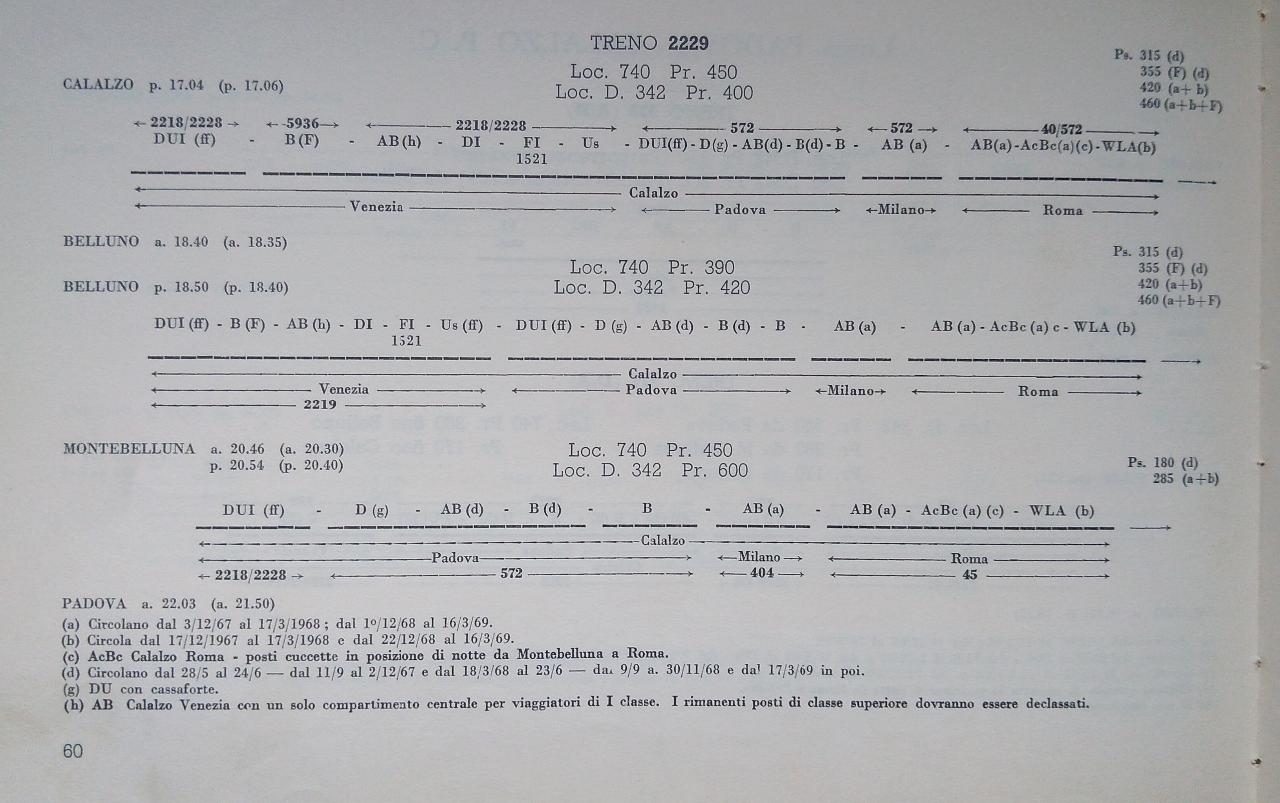 TRENO 2229
Ps. 315 (d)
Loc. 740 Pr. 450
355 (F) (d)
CALALZO p. 17.04 (p. 17.06)
Loc. D. 342 Pr. 400
420 (a+ b)
460 (a+b+F)
2218/2228 5936 2218/2228 572 572 40/572
DUI (ff) - B (F) - AB (h) - DI - FI - Us - DUI(ff) - D(g) - AB(d) - B(d) - B - AB (a) - AB(a) - AcBc(a)(c) - WLA(b)
1521
Calalzo
Venezia Padova Milano Roma
BELLUNO a. 18.40 (a. 18.35)
Ps. 315 (d)
Loc. 740 Pr. 390
355 (F) (d)
BELLUNO p. 18.50 (p. 18.40)
Loc. D. 342 Pr. 420
420 (a+b)
460 (a+b+F)
DUI (ff) - B (F) - AB (h) - DI - FI - Us (ff) - DUI (ff) - D (g) - AB (d) - B (d) - B - AB (a) - AB (a) - AcBc (a) c - WLA (b)
1521
Calalzo
Venezia Padova Milano Roma
2219
MONTEBELLUNA a. 20.46 (a. 20.30)
Loc. 740 Pr. 450
p. 20.54 (p. 20.40)
Loc. D. 342 Pr. 600
Ps. 180 (d)
285 (a+b)
DUI (ff) - D (g) - AB (d) - B (d) - B - AB (a) - AB (a) - AcBc (a) (c) - WLA (b)
Calalzo
Padova Milano Roma
2218/2228 572 404 45
PADOVA a. 22.03 (a. 21.50)
(a) Circolano dal 3/12/67 al 17/3/1968 ; dal 1º/12/68 al 16/3/69.
(b) Circola dal 17/12/1967 al 17/3/1968 e dal 22/12/68 al 16/3/69.
(c) AcBc Calalzo Roma - posti cuccette in posizione di notte da Montebelluna a Roma.
(d) Circolano dal 28/5 al 24/6 — dal 11/9 al 2/12/67 e dal 18/3/68 al 23/6 — dal 9/9 a. 30/11/68 e dal 17/3/69 in poi.
(g) DU con cassaforte.
(h) AB Calalzo Venezia con un solo compartimento centrale per viaggiatori di I classe. I rimanenti posti di classe superiore dovranno essere declassati.
60